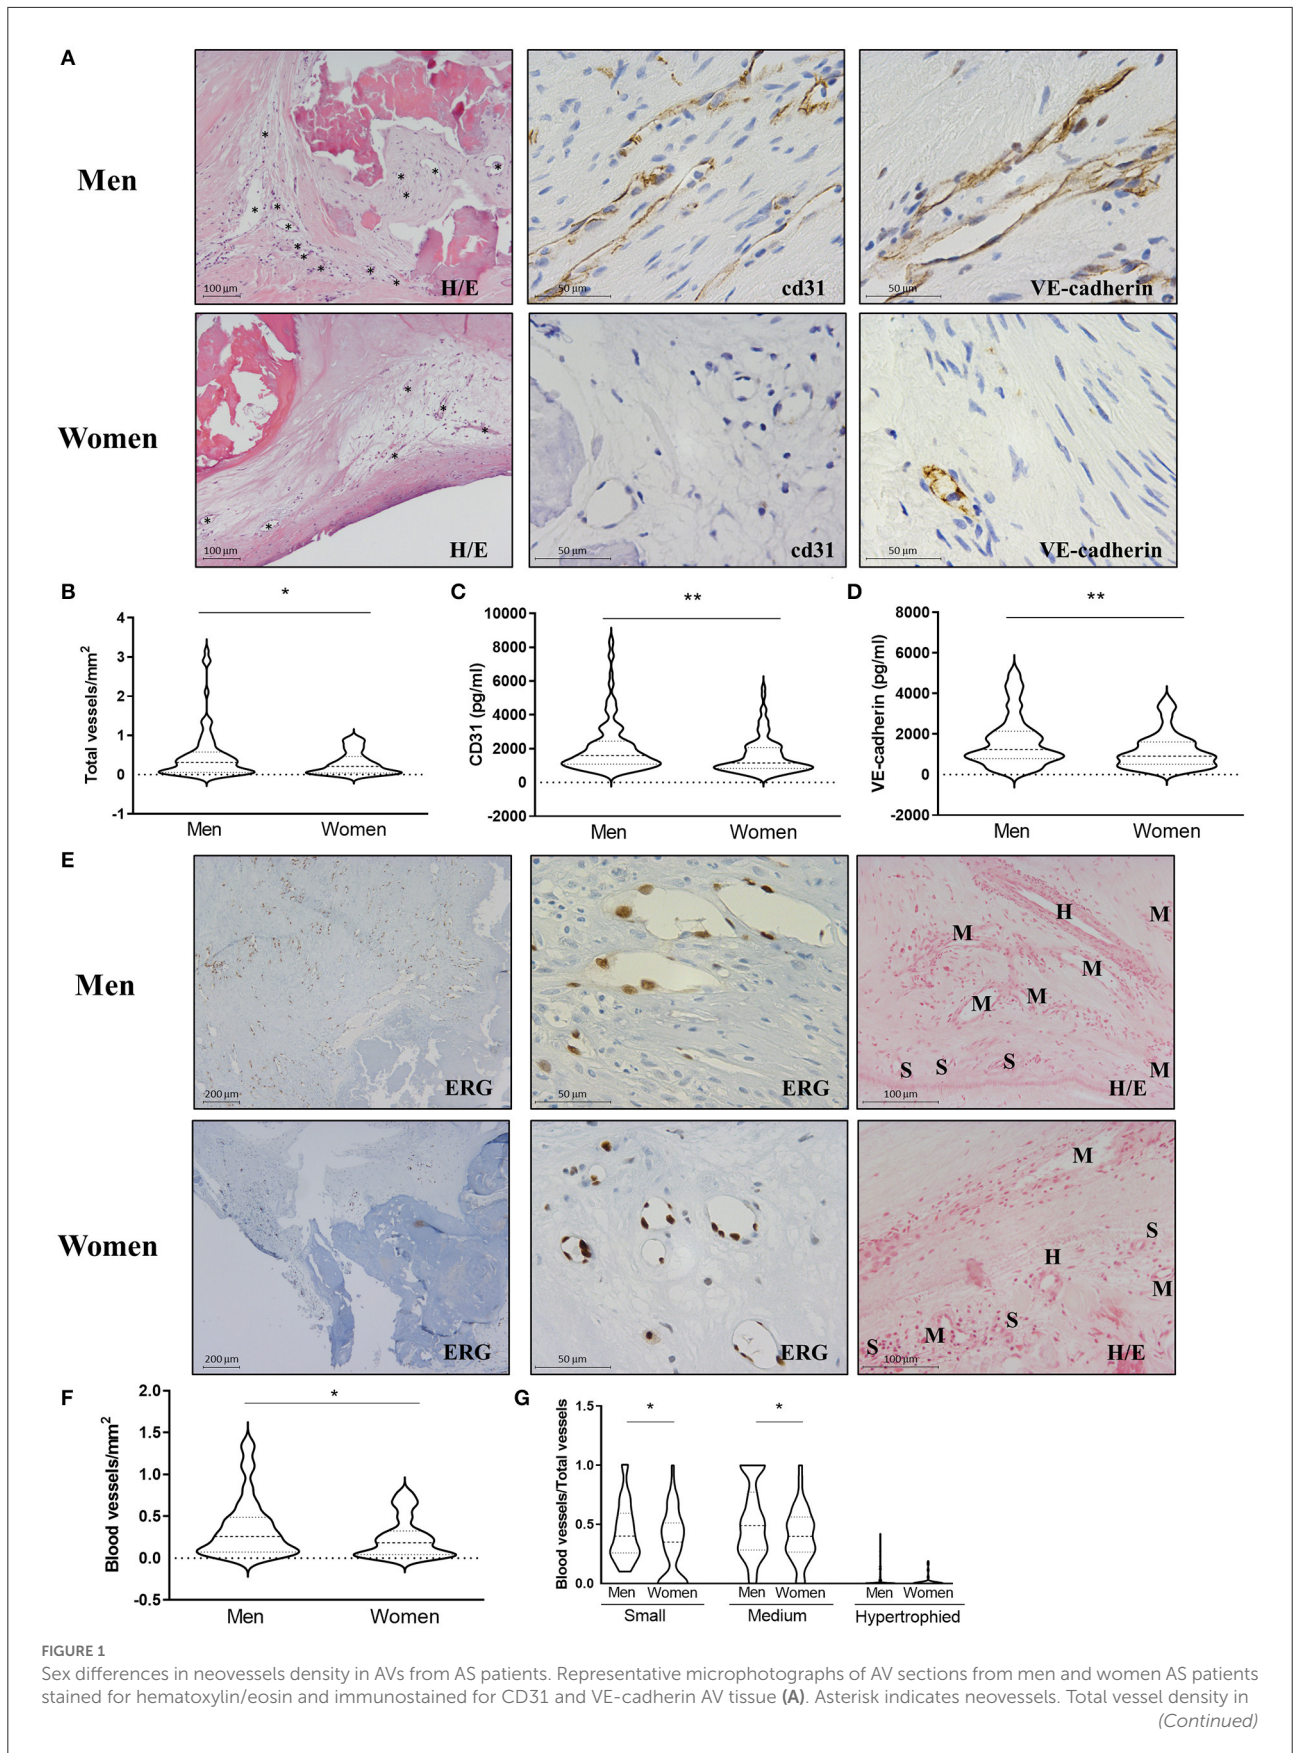 A
Men
* * * * * * * * * * * * * *
100 μm
H/E
50 μm
cd31
50 μm
VE-cadherin
Women
* * * * * *
100 μm
H/E
50 μm
cd31
50 μm
VE-cadherin
B
*
Total vessels/mm²
4
3
2
1
0
-1
Men
Women
C
**
CD31 (pg/ml)
10000
8000
6000
4000
2000
0
-2000
Men
Women
D
**
VE-cadherin (pg/ml)
8000
6000
4000
2000
0
-2000
Men
Women
E
Men
200 μm
ERG
50 μm
ERG
H
M
M
M
M
M
S
S
S
M
100 μm
H/E
Women
200 μm
ERG
50 μm
ERG
M
S
H
M
S
M
S
100 μm
H/E
F
*
Blood vessels/mm²
2.0
1.5
1.0
0.5
0.0
-0.5
Men
Women
G
* *
Blood vessels/Total vessels
1.5
1.0
0.5
0.0
Men Women Men Women Men Women
Small Medium Hypertrophied
FIGURE 1
Sex differences in neovessels density in AVs from AS patients. Representative microphotographs of AV sections from men and women AS patients
stained for hematoxylin/eosin and immunostained for CD31 and VE-cadherin AV tissue (A). Asterisk indicates neovessels. Total vessel density in
(Continued)